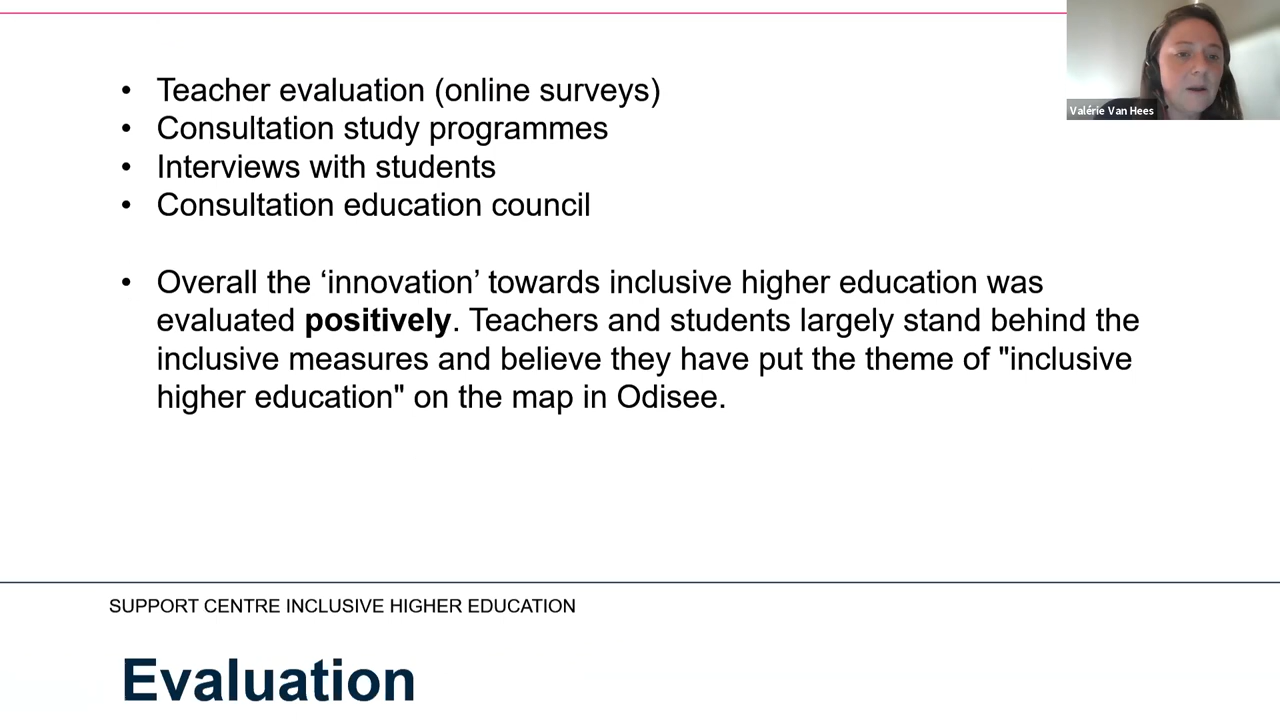 • Teacher evaluation (online surveys)
• Consultation study programmes
• Interviews with students
• Consultation education council
• Overall the ‘innovation’ towards inclusive higher education was
evaluated positively. Teachers and students largely stand behind the
inclusive measures and believe they have put the theme of "inclusive
higher education" on the map in Odisee.
Valérie Van Hees
SUPPORT CENTRE INCLUSIVE HIGHER EDUCATION
Evaluation